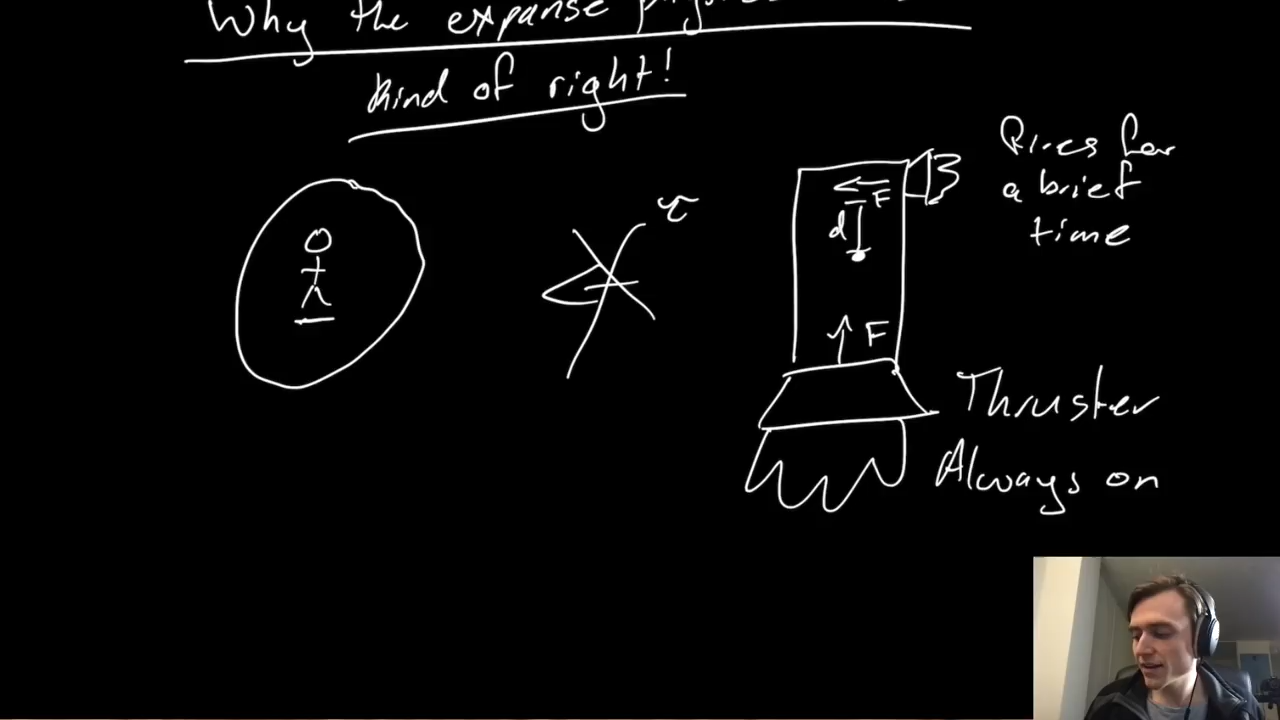 Why the expanse
kind of right!
Fires for
a brief
time
τ
F
d
F
Thruster
Always on